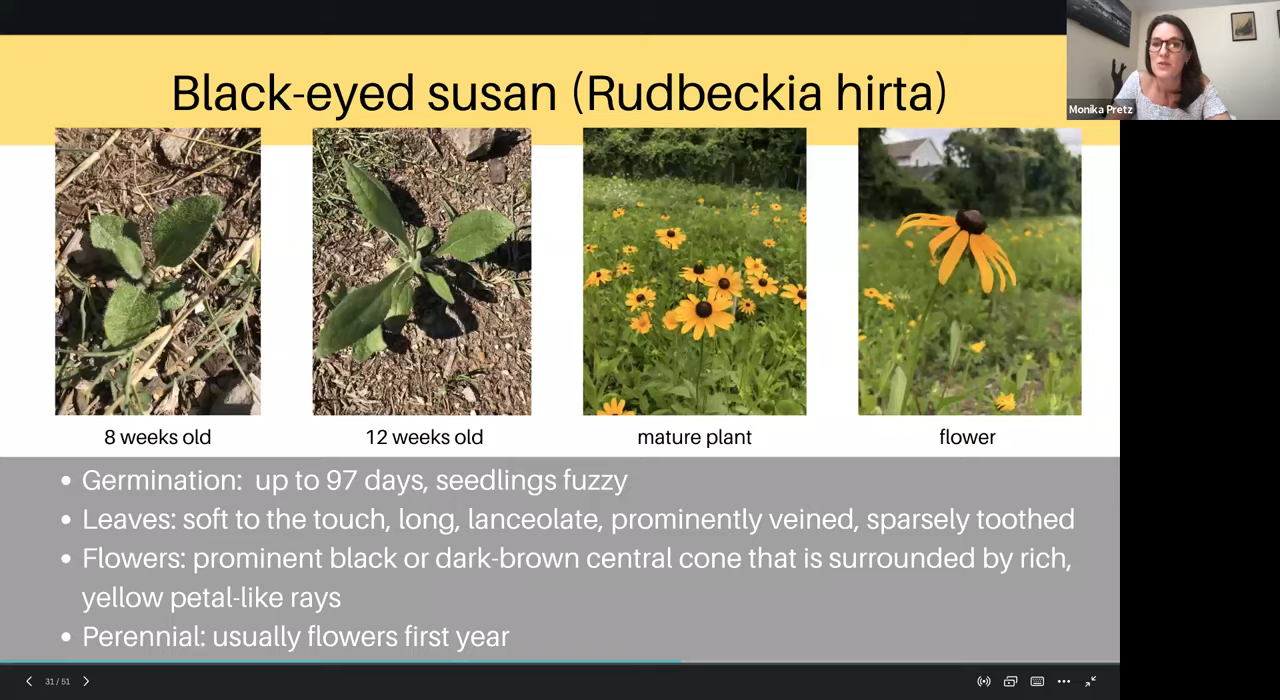 Black-eyed susan (Rudbeckia hirta)
Monika Pretz
8 weeks old
12 weeks old
mature plant
flower
• Germination:  up to 97 days, seedlings fuzzy
• Leaves: soft to the touch, long, lanceolate, prominently veined, sparsely toothed
• Flowers: prominent black or dark-brown central cone that is surrounded by rich,
yellow petal-like rays
• Perennial: usually flowers first year
31 / 51